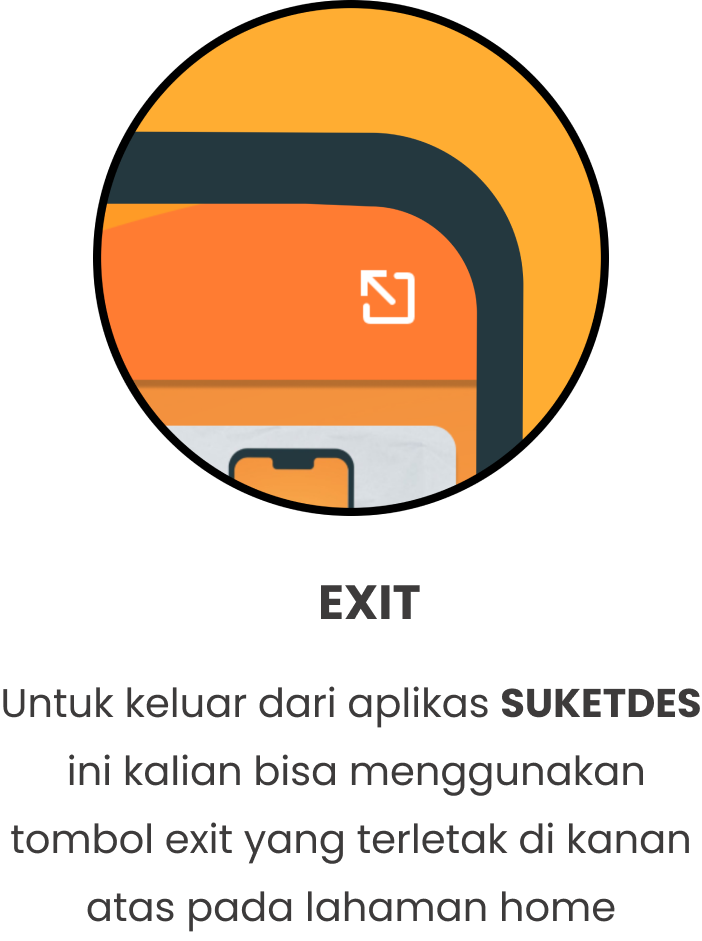 EXIT
Untuk keluar dari aplikas SUKETDES
ini kalian bisa menggunakan
tombol exit yang terletak di kanan
atas pada lahaman home